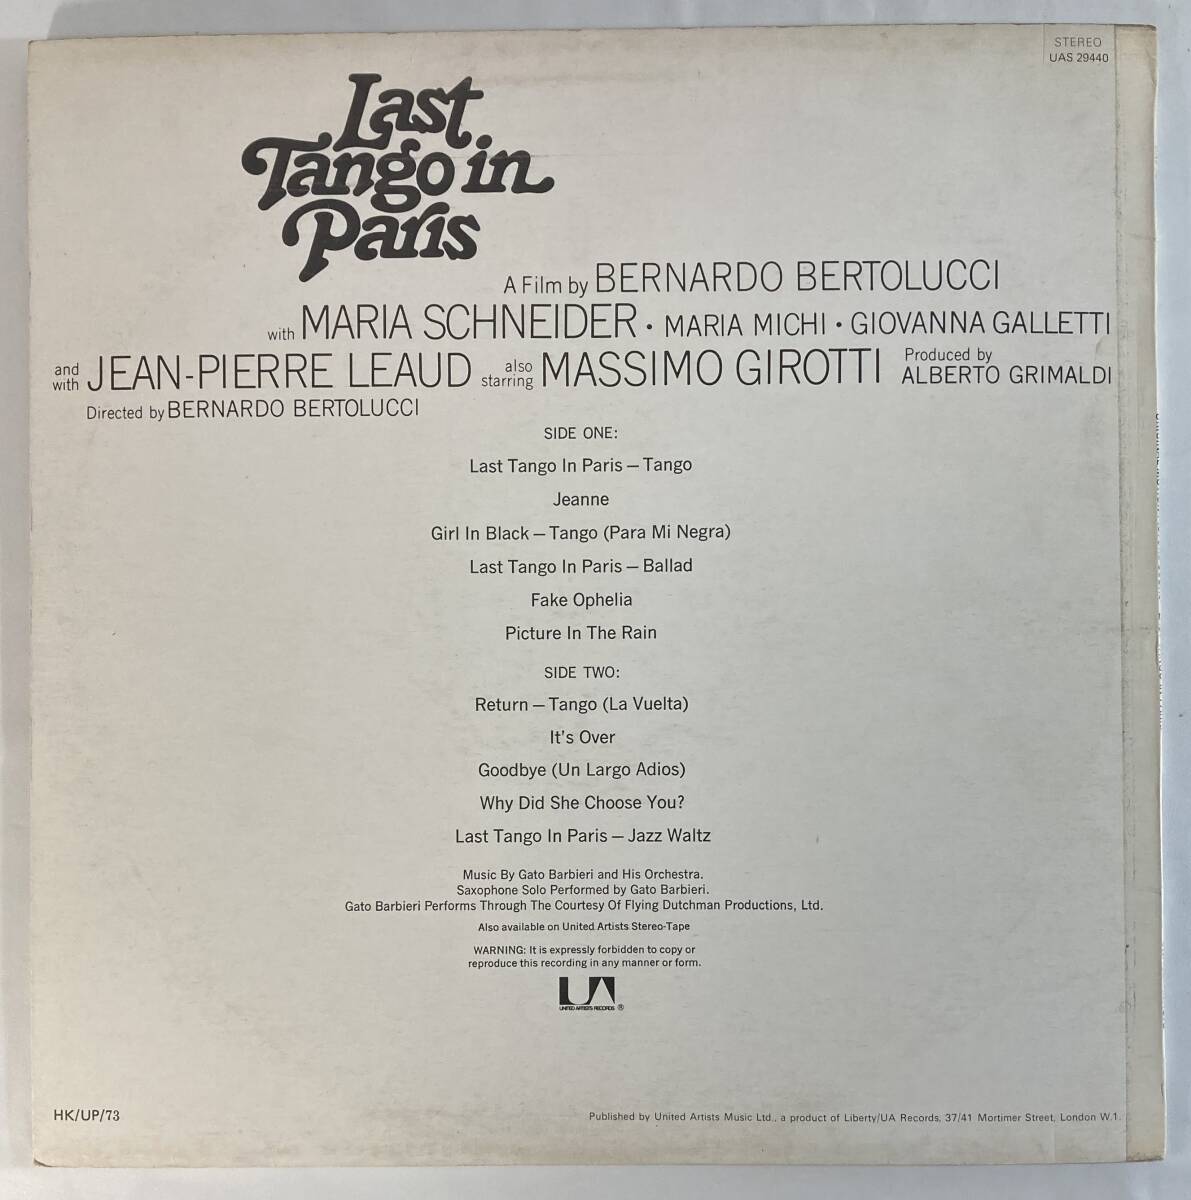 STEREO
UAS 29440
Last
Tango in
Paris
A Film by BERNARDO BERTOLUCCI
with MARIA SCHNEIDER · MARIA MICHI · GIOVANNA GALLETTI
and with JEAN-PIERRE LEAUD also starring MASSIMO GIROTTI Produced by ALBERTO GRIMALDI
Directed by BERNARDO BERTOLUCCI
SIDE ONE:
Last Tango In Paris – Tango
Jeanne
Girl In Black – Tango (Para Mi Negra)
Last Tango In Paris – Ballad
Fake Ophelia
Picture In The Rain
SIDE TWO:
Return – Tango (La Vuelta)
It's Over
Goodbye (Un Largo Adios)
Why Did She Choose You?
Last Tango In Paris – Jazz Waltz
Music By Gato Barbieri and His Orchestra.
Saxophone Solo Performed by Gato Barbieri.
Gato Barbieri Performs Through The Courtesy Of Flying Dutchman Productions, Ltd.
Also available on United Artists Stereo-Tape
WARNING: It is expressly forbidden to copy or
reproduce this recording in any manner or form.
UA
UNITED ARTISTS RECORDS ®
HK/UP/73
Published by United Artists Music Ltd., a product of Liberty/UA Records, 37/41 Mortimer Street, London W.1.